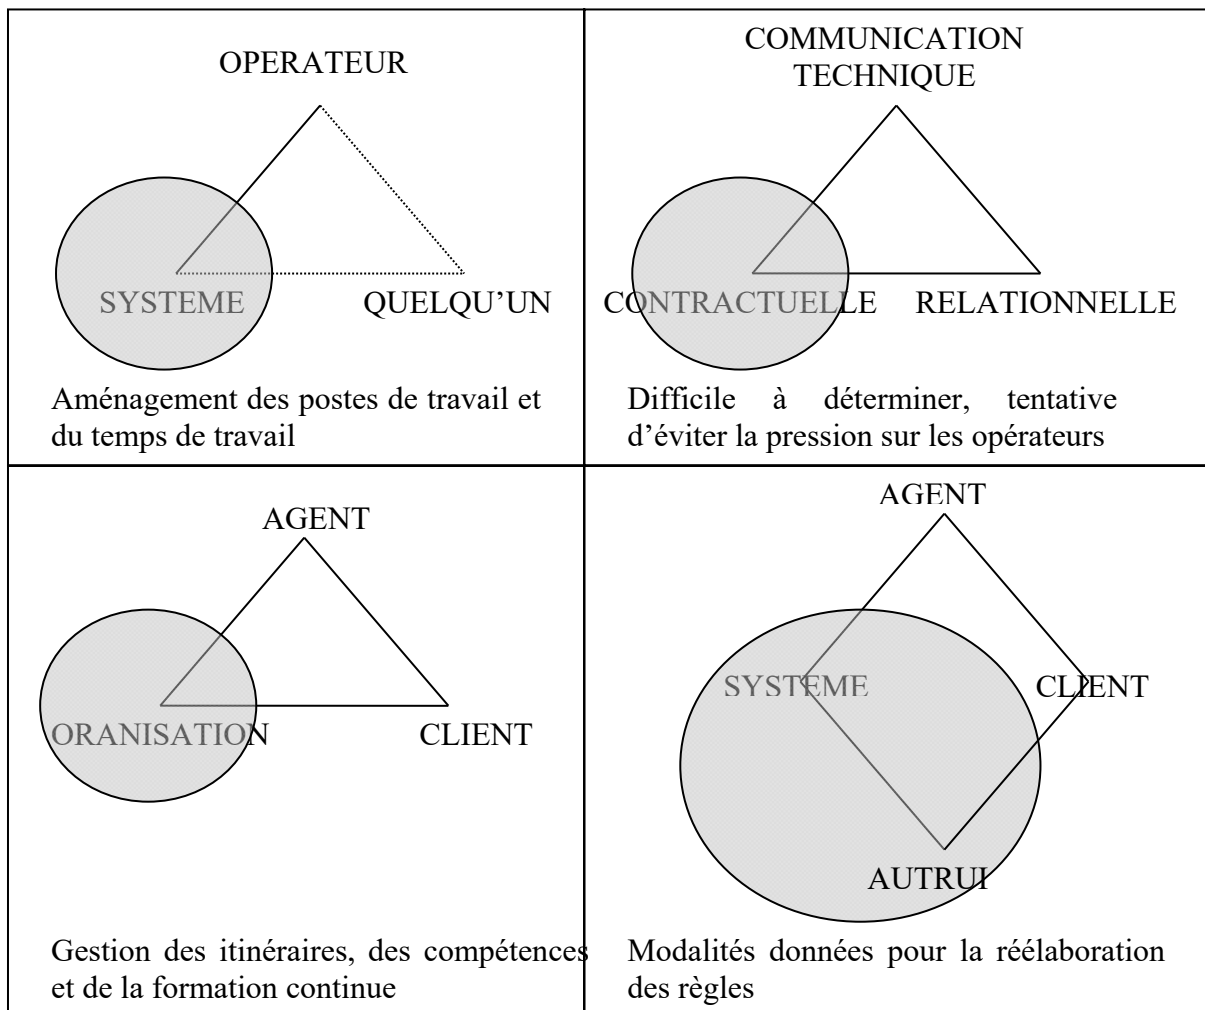 OPERATEUR
SYSTEME
QUELQU’UN
Aménagement des postes de travail et
du temps de travail
COMMUNICATION
TECHNIQUE
CONTRACTUELLE
RELATIONNELLE
Difficile à déterminer, tentative
d’éviter la pression sur les opérateurs
AGENT
ORANISATION
CLIENT
Gestion des itinéraires, des compétences
et de la formation continue
AGENT
SYSTEME
CLIENT
AUTRUI
Modalités données pour la réélaboration
des règles